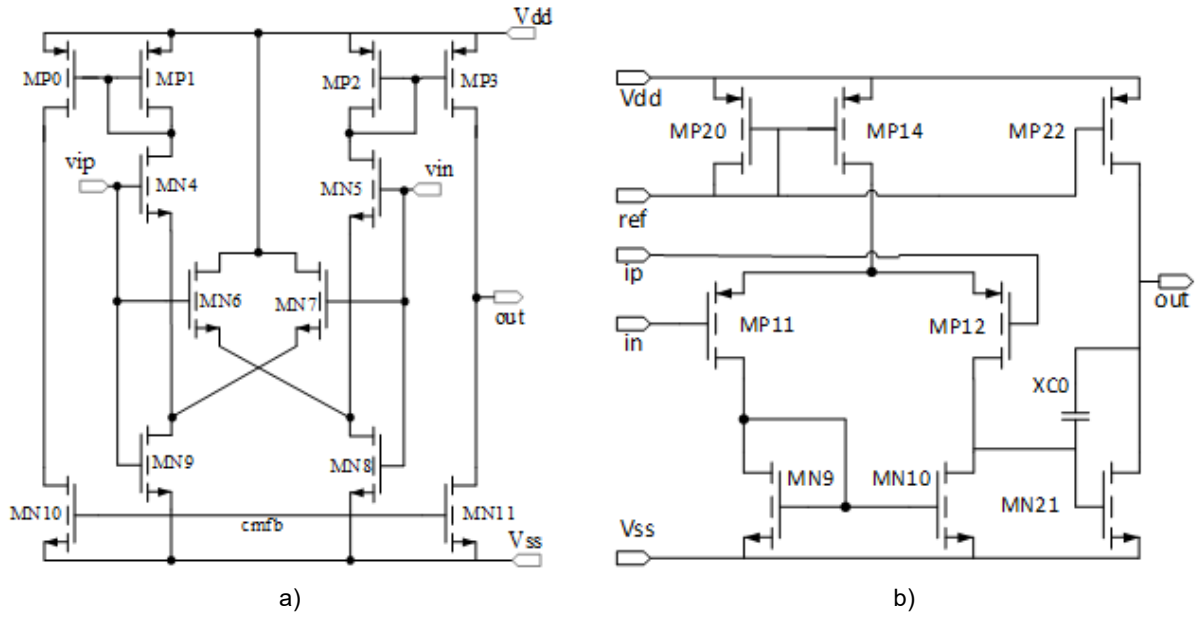 Vdd
MP0
MP1
MP2
MP3
vip
MN4
MN5
vin
MN6
MN7
out
MN9
MN8
MN10
cmfb
MN11
Vss
a)
Vdd
MP20
MP14
MP22
ref
ip
in
MP11
MP12
out
XC0
MN9
MN10
MN21
Vss
b)